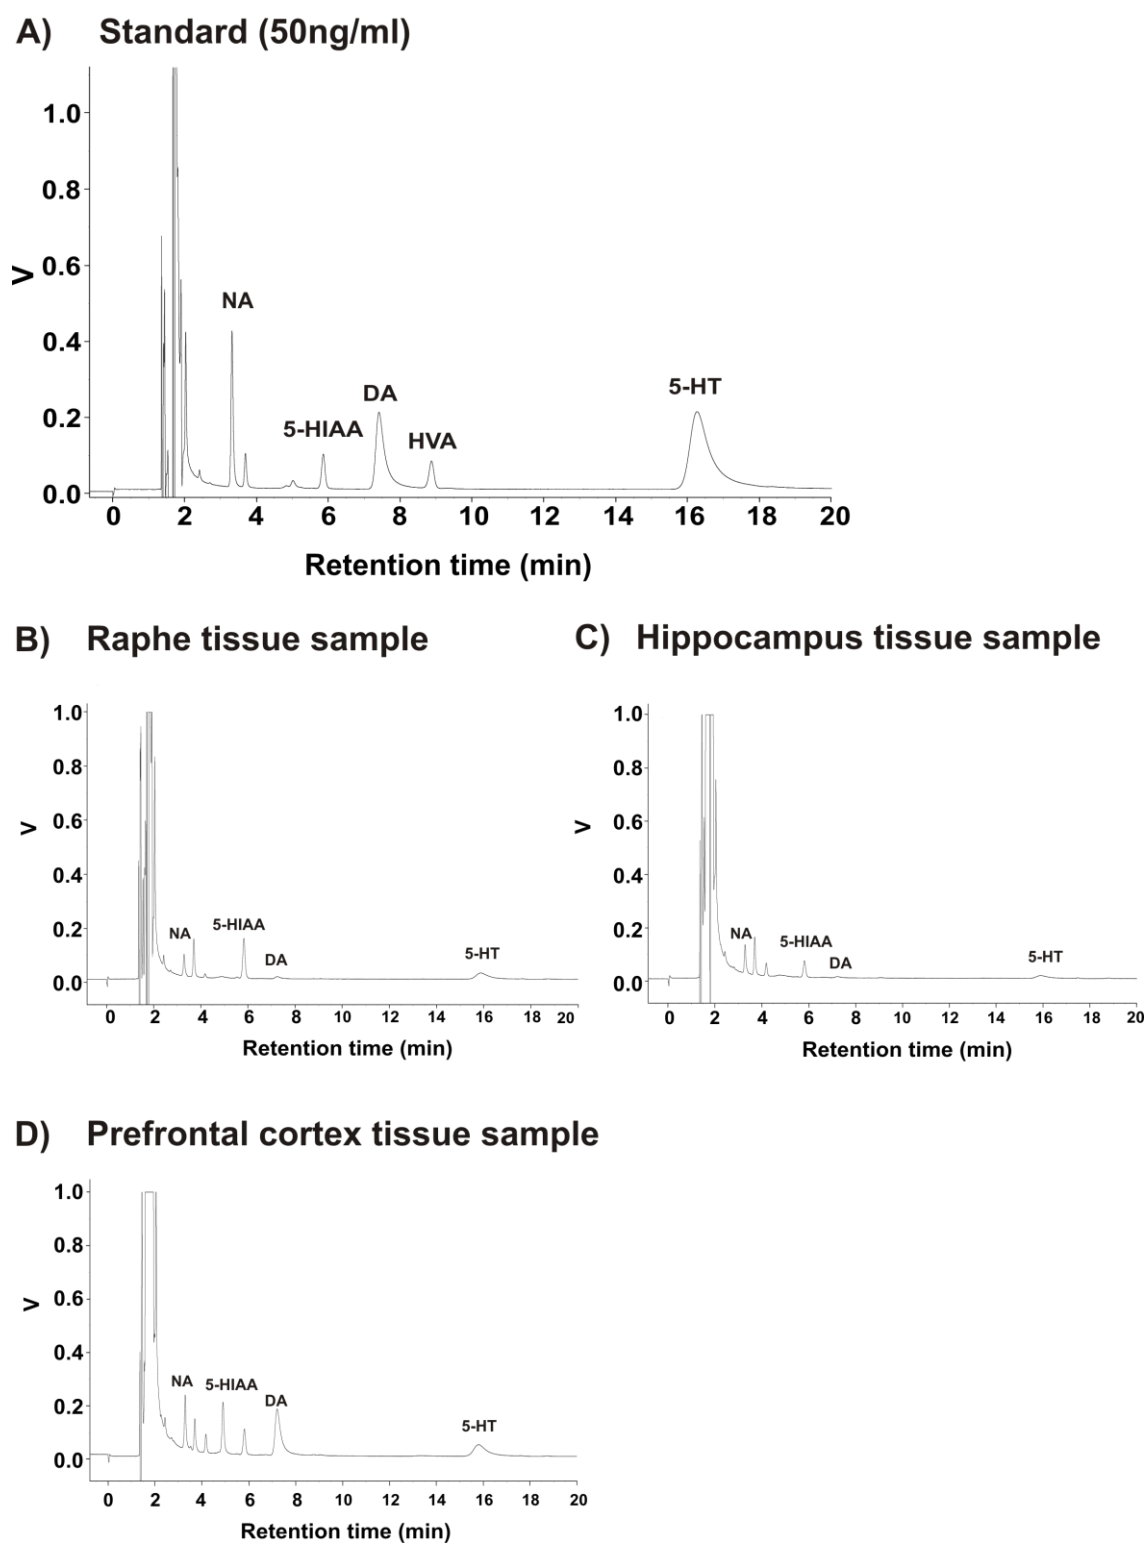 A) Standard (50ng/ml)
1.0
0.8
0.6
0.4
0.2
0.0
V
NA
5-HIAA
DA
HVA
5-HT
0 2 4 6 8 10 12 14 16 18 20
Retention time (min)
B) Raphe tissue sample
1.0
0.8
0.6
0.4
0.2
0.0
V
NA
5-HIAA
DA
5-HT
0 2 4 6 8 10 12 14 16 18 20
Retention time (min)
C) Hippocampus tissue sample
1.0
0.8
0.6
0.4
0.2
0.0
V
NA
5-HIAA
DA
5-HT
0 2 4 6 8 10 12 14 16 18 20
Retention time (min)
D) Prefrontal cortex tissue sample
1.0
0.8
0.6
0.4
0.2
0.0
V
NA
5-HIAA
DA
5-HT
0 2 4 6 8 10 12 14 16 18 20
Retention time (min)